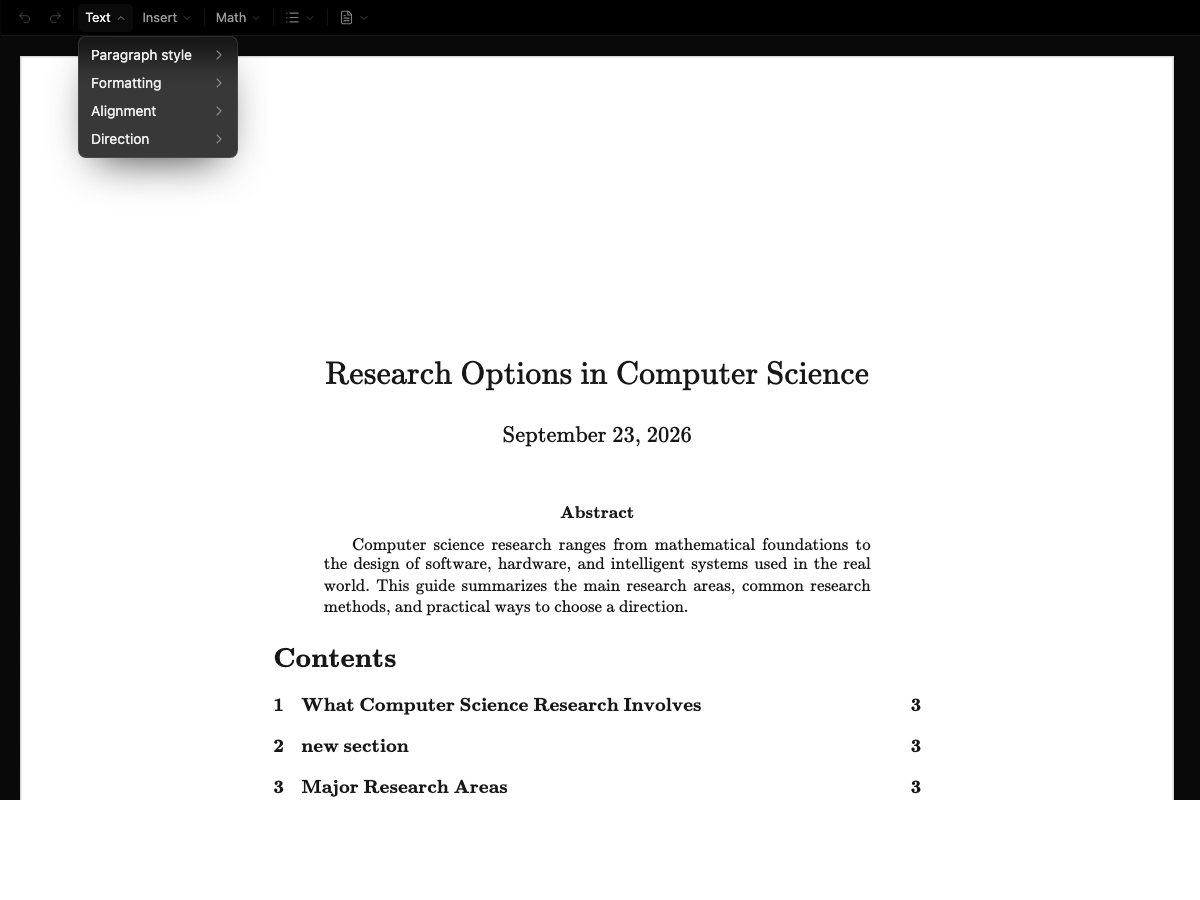 Text Insert Math
Paragraph style
Formatting
Alignment
Direction
Research Options in Computer Science
September 23, 2026
Abstract
Computer science research ranges from mathematical foundations to
the design of software, hardware, and intelligent systems used in the real
world. This guide summarizes the main research areas, common research
methods, and practical ways to choose a direction.
Contents
1 What Computer Science Research Involves 3
2 new section 3
3 Major Research Areas 3